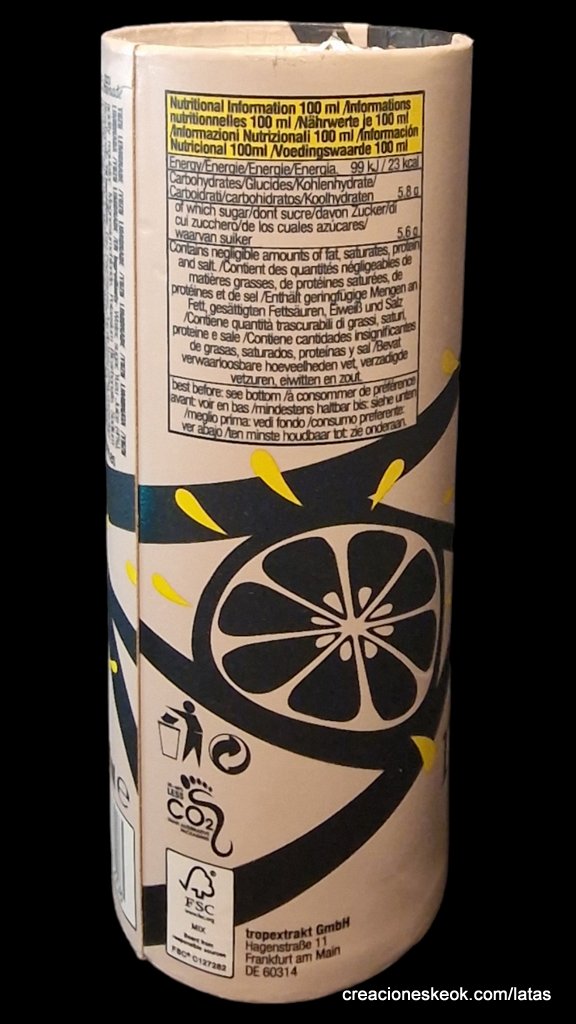 Nutritional Information 100 ml /Informations
nutritionnelles 100 ml /Nährwerte je 100 ml
/Informazioni Nutrizionali 100 ml /Información
Nutricional 100ml /Voedingswaarde 100 ml
Energy/Energie/Energie/Energia. 99 kJ / 23 kcal
Carbohydrates/Glucides/Kohlenhydrate/
Carboidrati/carbohidratos/Koolhydraten 5.8 g
of which sugar/dont sucre/davon Zucker/di
cui zucchero/de los cuales azúcares/
waarvan suiker 5.6 g
Contains negligible amounts of fat, saturates, protein
and salt. /Contient des quantités négligeables de
matières grasses, de protéines saturées, de
protéines et de sel /Enthält geringfügige Mengen an
Fett, gesättigten Fettsäuren, Eiweiß und Salz
/Contiene quantità trascurabili di grassi, saturi,
proteine e sale /Contiene cantidades insignificantes
de grasas, saturados, proteínas y sal /Bevat
verwaarloosbare hoeveelheden vet, verzadigde
vetzuren, eiwitten en zout.
best before: see bottom /à consommer de préférence
avant: voir en bas /mindestens haltbar bis: siehe unten
/meglio prima: vedi fondo /consumo preferente:
ver abajo /ten minste houdbaar tot: zie onderaan.
LESS
CO2
FSC
www.fsc.org
MIX
Board from
responsible sources
FSC® C127282
tropextrakt GmbH
Hagenstraße 11
Frankfurt am Main
DE 60314
creacioneskeok.com/latas